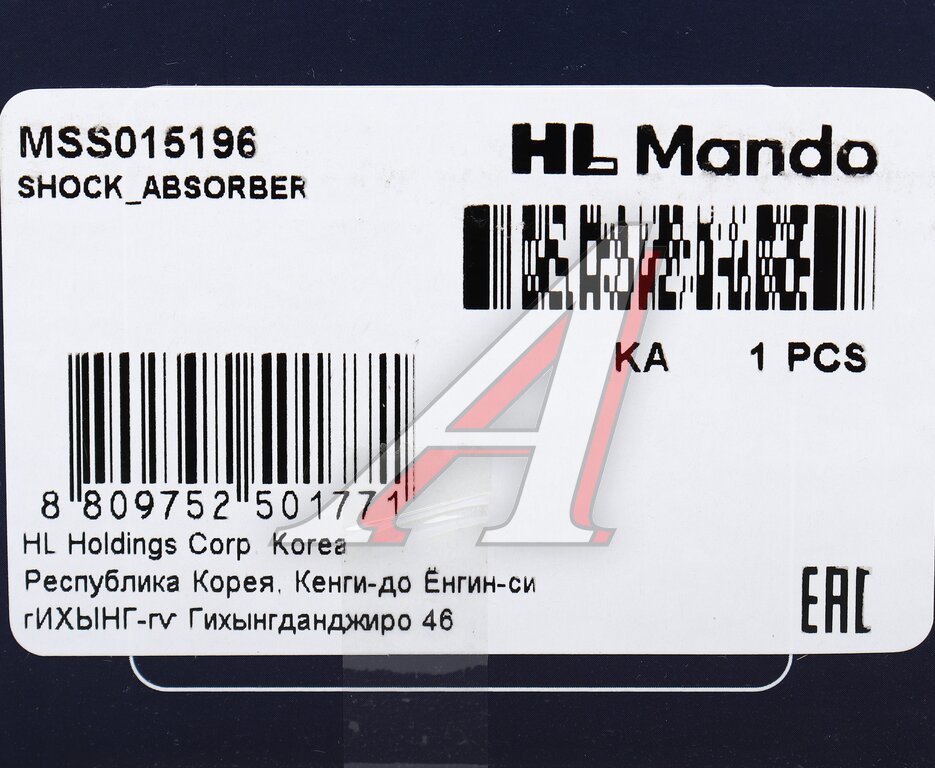 MSS015196
SHOCK_ABSORBER
HL Mando
KA 1 PCS
8 809752 501771
HL Holdings Corp Korea
Республика Корея, Кенги-до Ёнгин-си
гИХЫНГ-гу Гихынгданджиро 46
EAC